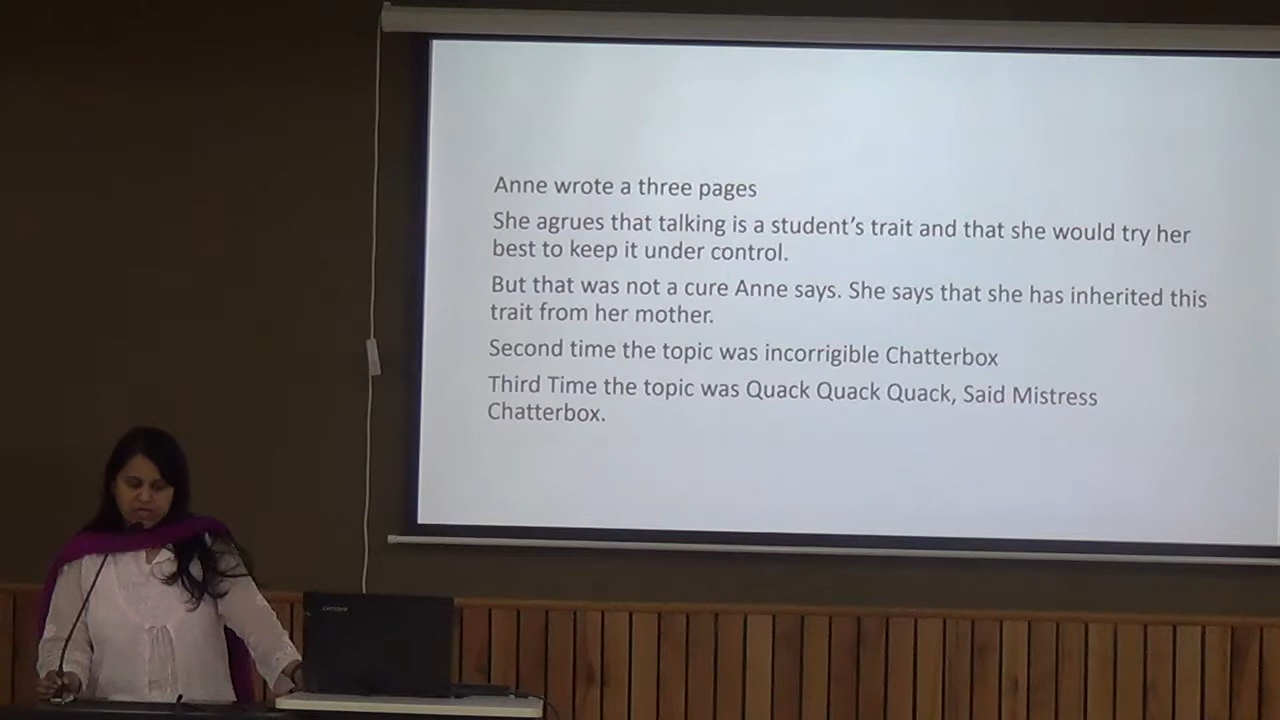 Anne wrote a three pages
She agrues that talking is a student's trait and that she would try her
best to keep it under control.
But that was not a cure Anne says. She says that she has inherited this
trait from her mother.
Second time the topic was incorrigible Chatterbox
Third Time the topic was Quack Quack Quack, Said Mistress
Chatterbox.
Lenovo